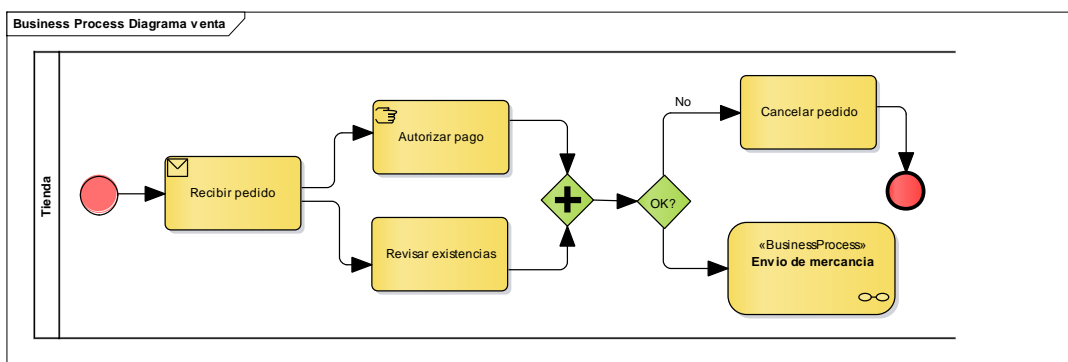 Business Process Diagrama venta
Tienda
Recibir pedido
Autorizar pago
Revisar existencias
OK?
No
Cancelar pedido
«BusinessProcess»
Envio de mercancia